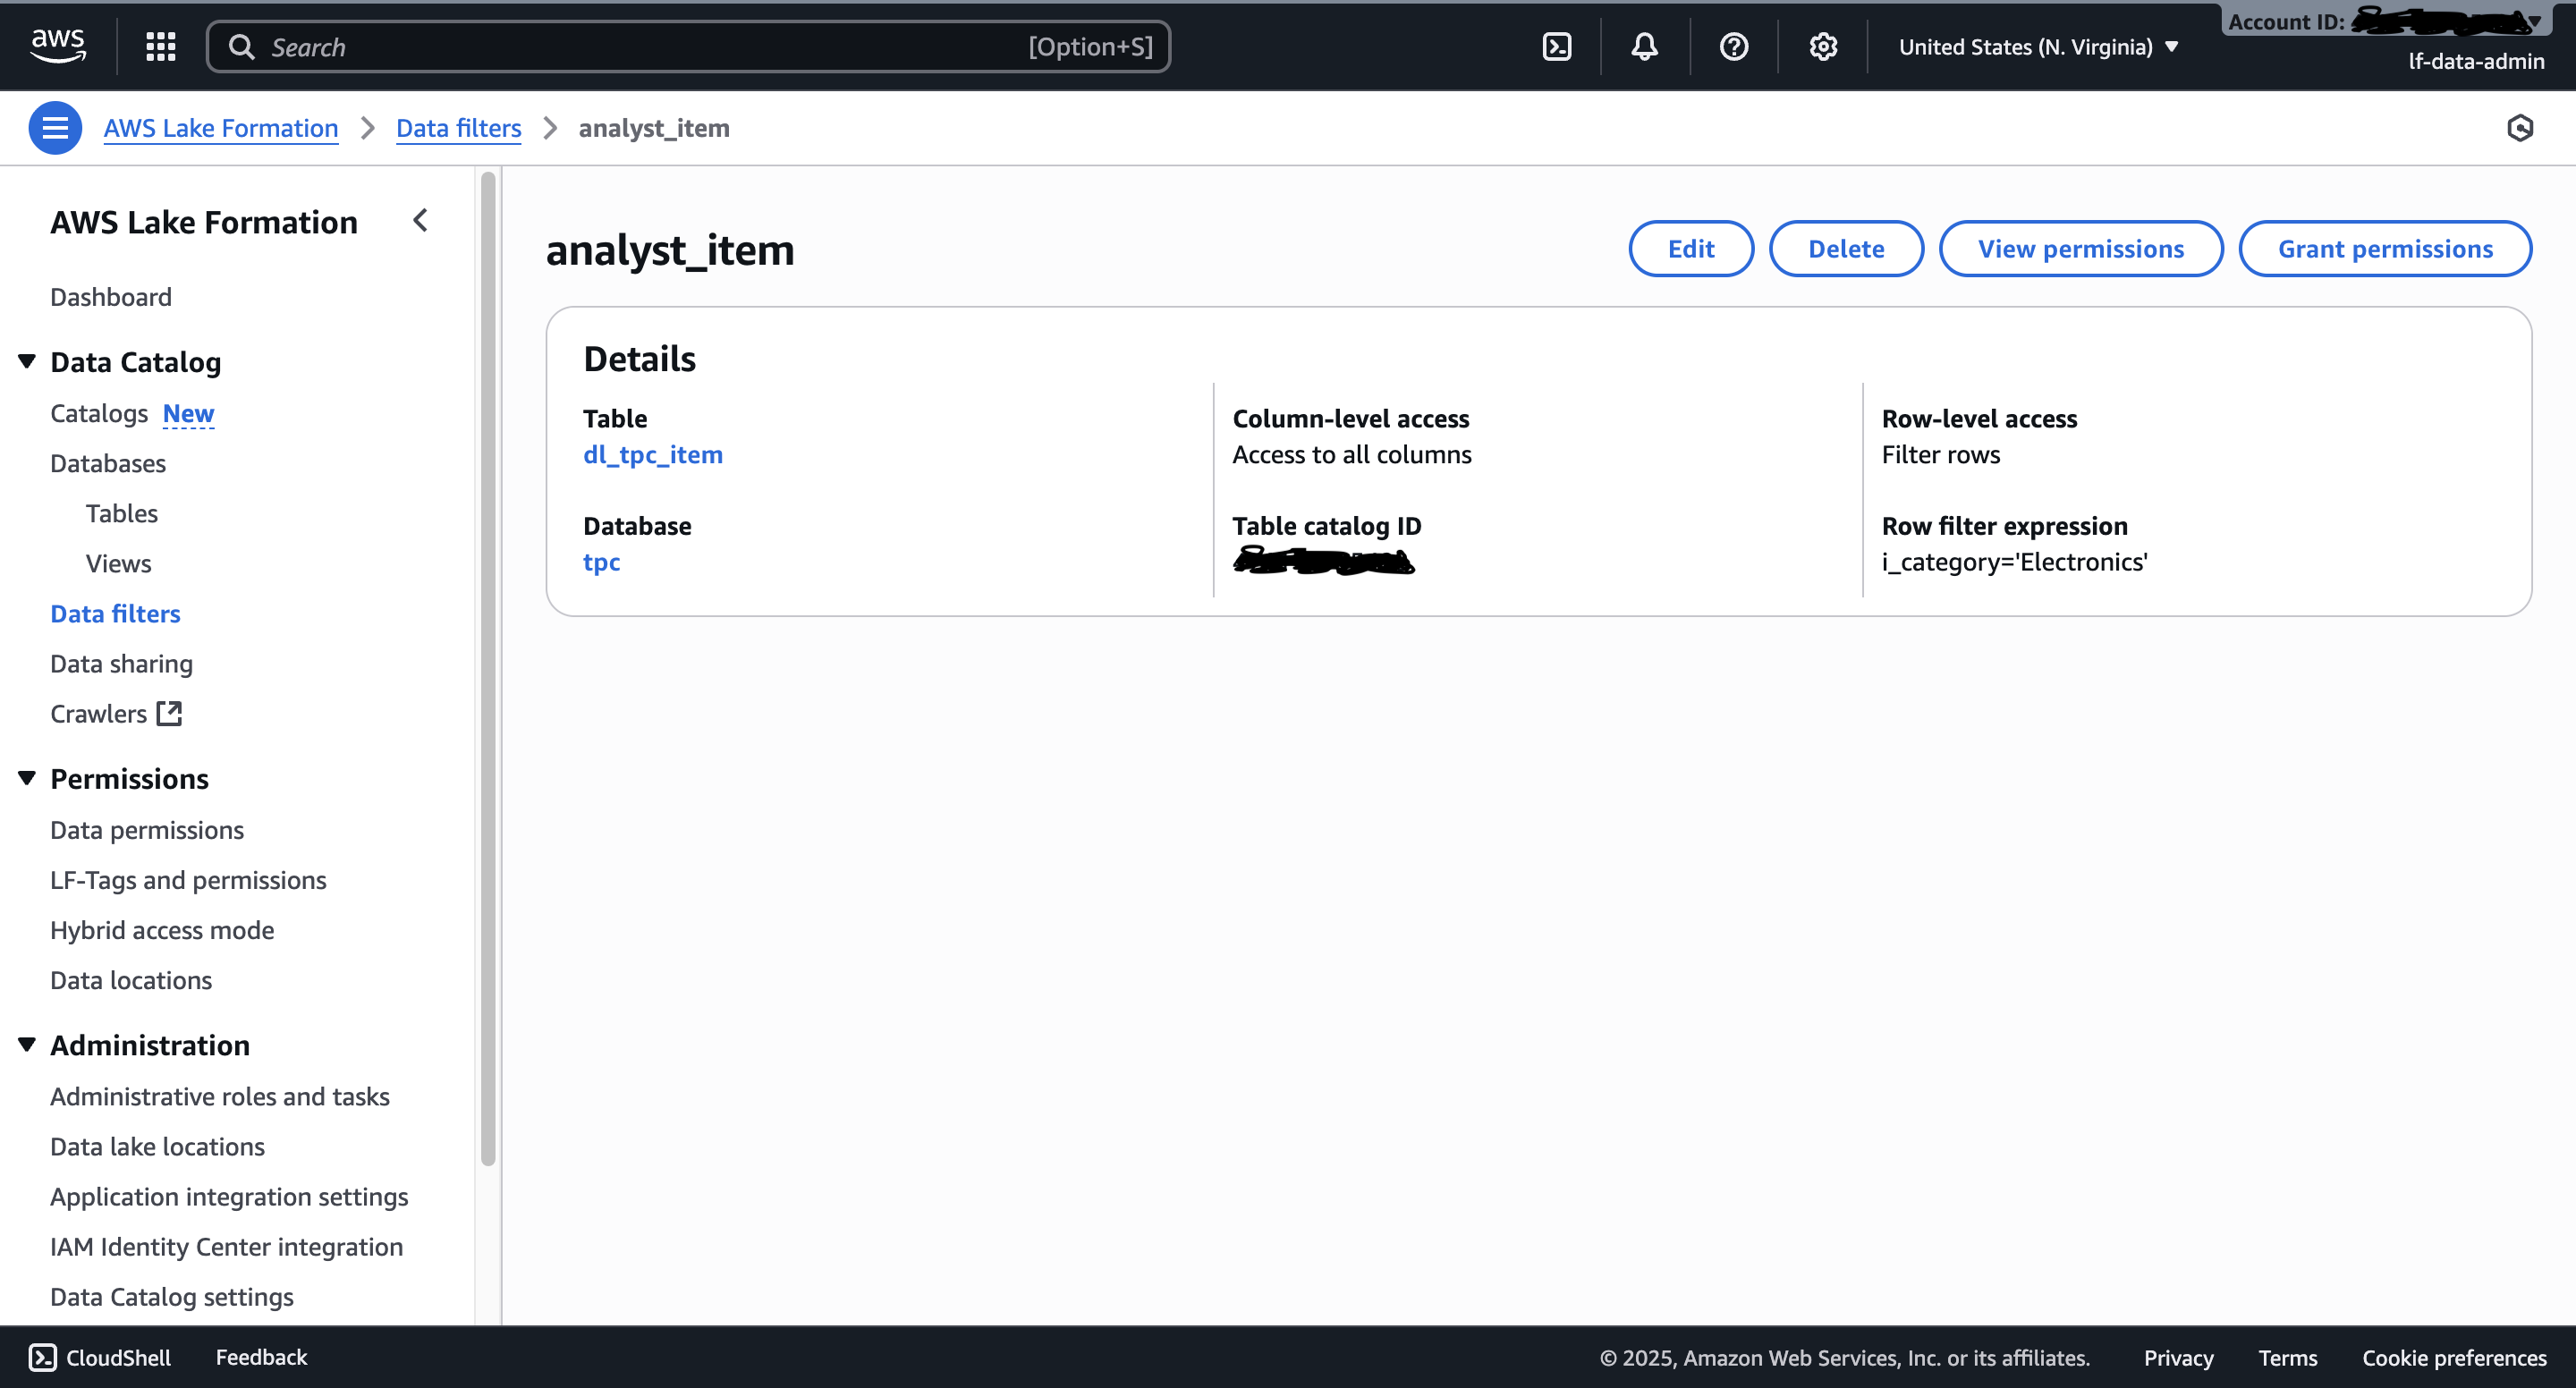 aws
Search [Option+S]
United States (N. Virginia)
Account ID:
lf-data-admin
AWS Lake Formation
Data filters
analyst_item
AWS Lake Formation
Dashboard
Data Catalog
Catalogs New
Databases
Tables
Views
Data filters
Data sharing
Crawlers
Permissions
Data permissions
LF-Tags and permissions
Hybrid access mode
Data locations
Administration
Administrative roles and tasks
Data lake locations
Application integration settings
IAM Identity Center integration
Data Catalog settings
analyst_item
Edit
Delete
View permissions
Grant permissions
Details
Table
dl_tpc_item
Database
tpc
Column-level access
Access to all columns
Table catalog ID
Row-level access
Filter rows
Row filter expression
i_category='Electronics'
CloudShell
Feedback
© 2025, Amazon Web Services, Inc. or its affiliates.
Privacy
Terms
Cookie preferences